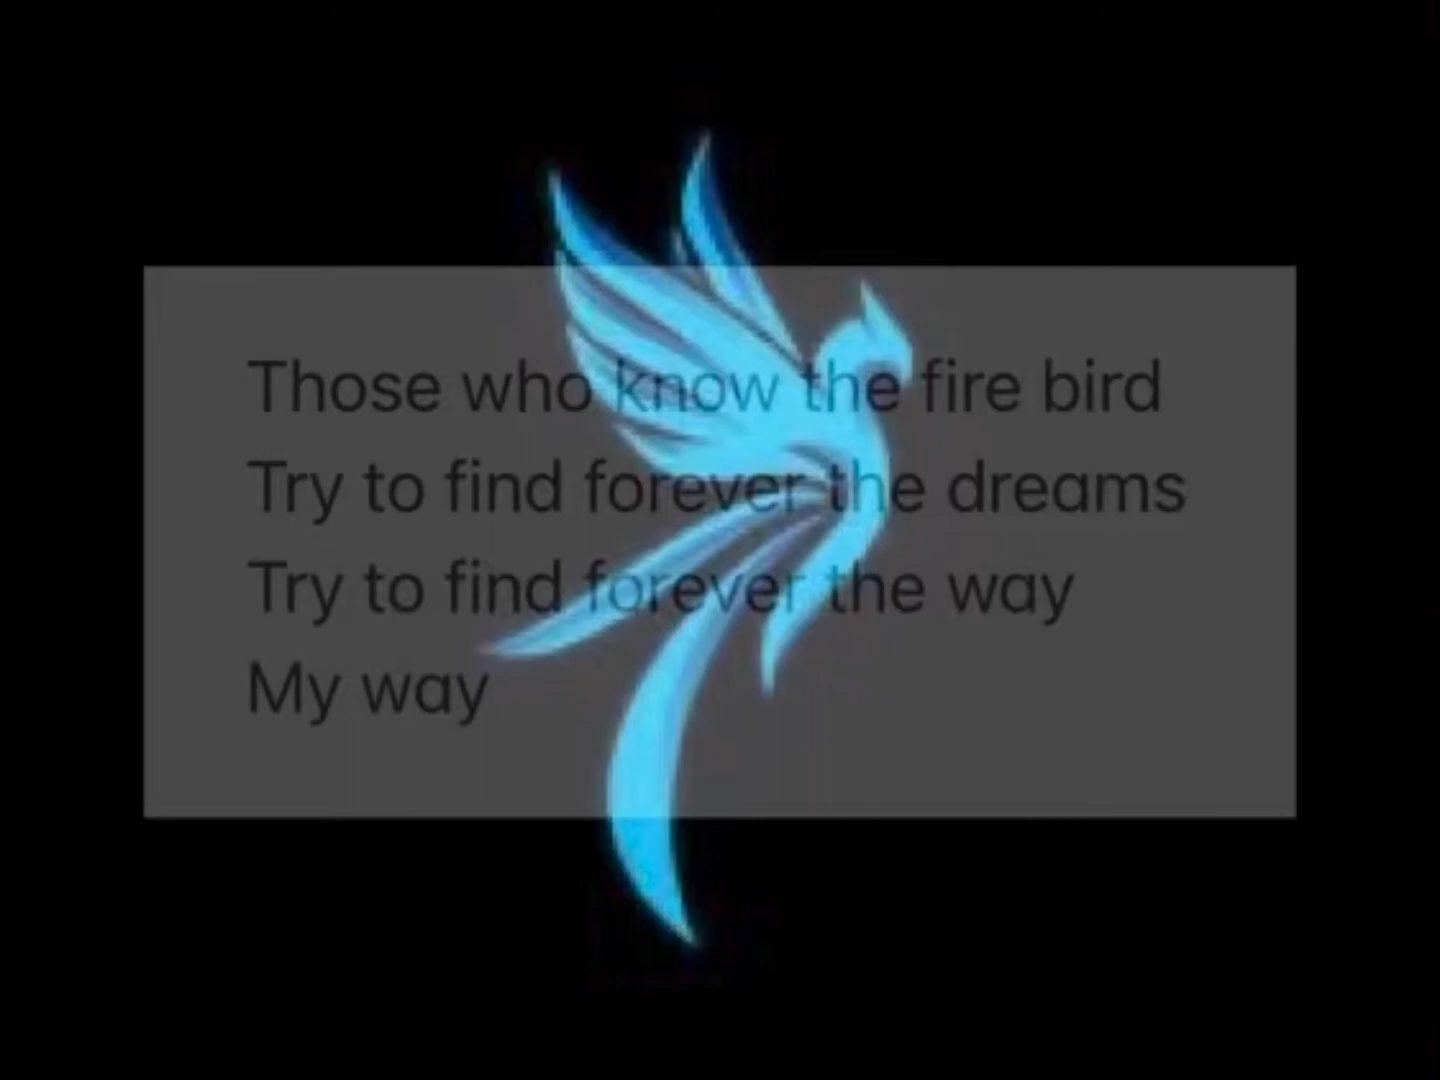 Those who know the fire bird
Try to find forever the dreams
Try to find forever the way
My way